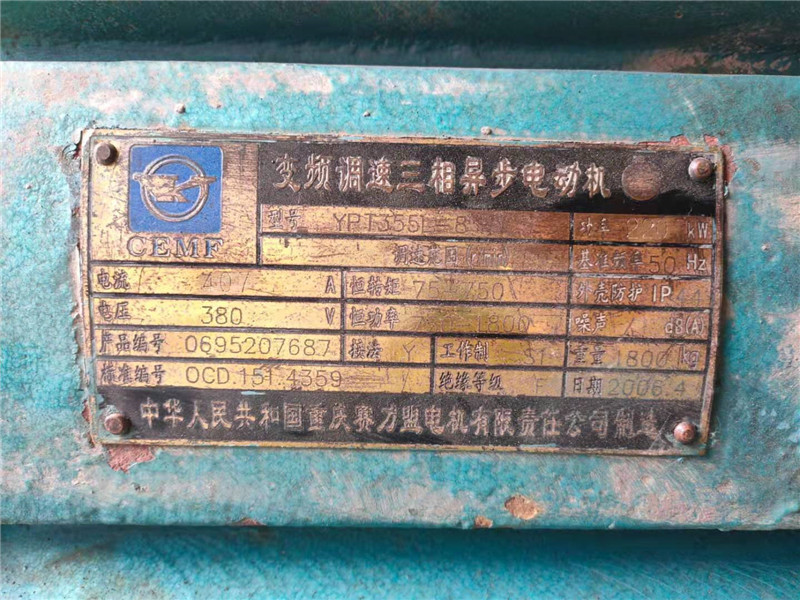 变频调速三相异步电动机
CEMF
型号 YPT355L-8 功率 kW
调速范围(r/min) 基准频率 50 Hz
电流 407 A 恒转矩 75 750 外壳防护 IP44
电压 380 V 恒功率 1800 噪声 dB(A)
产品编号 0695207687 接法 Y 工作制 S1 重量 1800 kg
标准编号 OCD.151.4359 绝缘等级 F 日期 2006.4
中华人民共和国重庆赛力盟电机有限责任公司制造